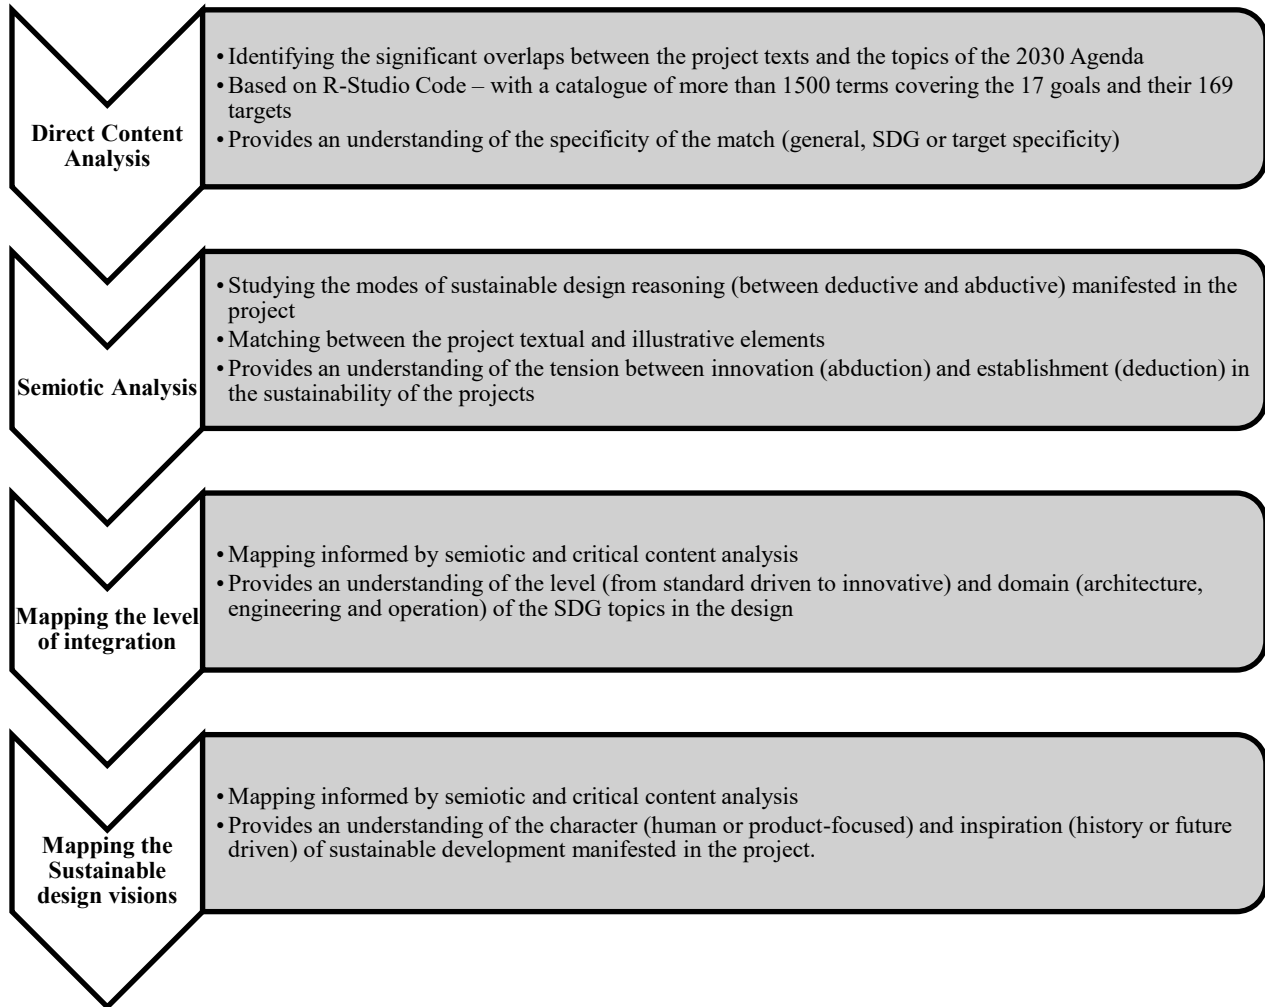 Direct Content
Analysis
• Identifying the significant overlaps between the project texts and the topics of the 2030 Agenda
• Based on R-Studio Code – with a catalogue of more than 1500 terms covering the 17 goals and their 169
targets
• Provides an understanding of the specificity of the match (general, SDG or target specificity)
Semiotic Analysis
• Studying the modes of sustainable design reasoning (between deductive and abductive) manifested in the
project
• Matching between the project textual and illustrative elements
• Provides an understanding of the tension between innovation (abduction) and establishment (deduction) in
the sustainability of the projects
Mapping the level
of integration
• Mapping informed by semiotic and critical content analysis
• Provides an understanding of the level (from standard driven to innovative) and domain (architecture,
engineering and operation) of the SDG topics in the design
Mapping the
Sustainable
design visions
• Mapping informed by semiotic and critical content analysis
• Provides an understanding of the character (human or product-focused) and inspiration (history or future
driven) of sustainable development manifested in the project.